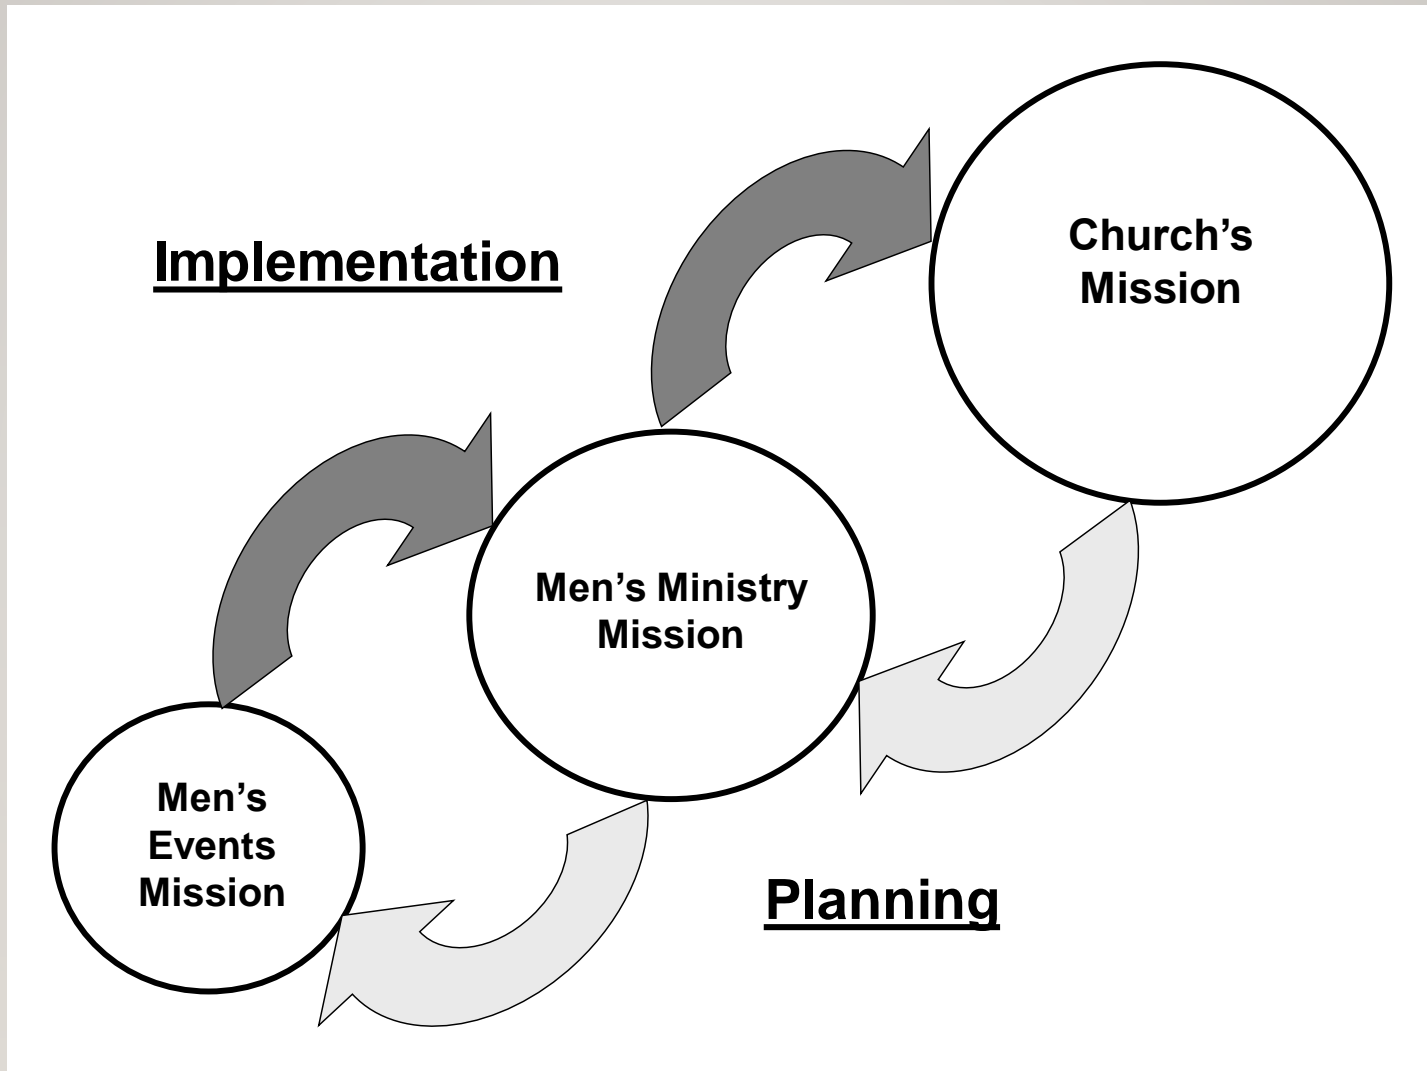 Church’s
Mission
Implementation
Men’s Ministry
Mission
Men’s
Events
Mission
Planning